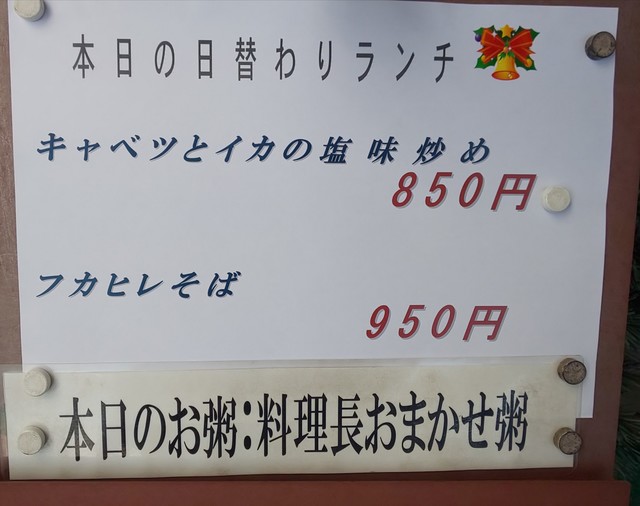 本日の日替わりランチ
キャベツとイカの塩味炒め
850円
フカヒレそば
950円
本日のお粥:料理長おまかせ粥